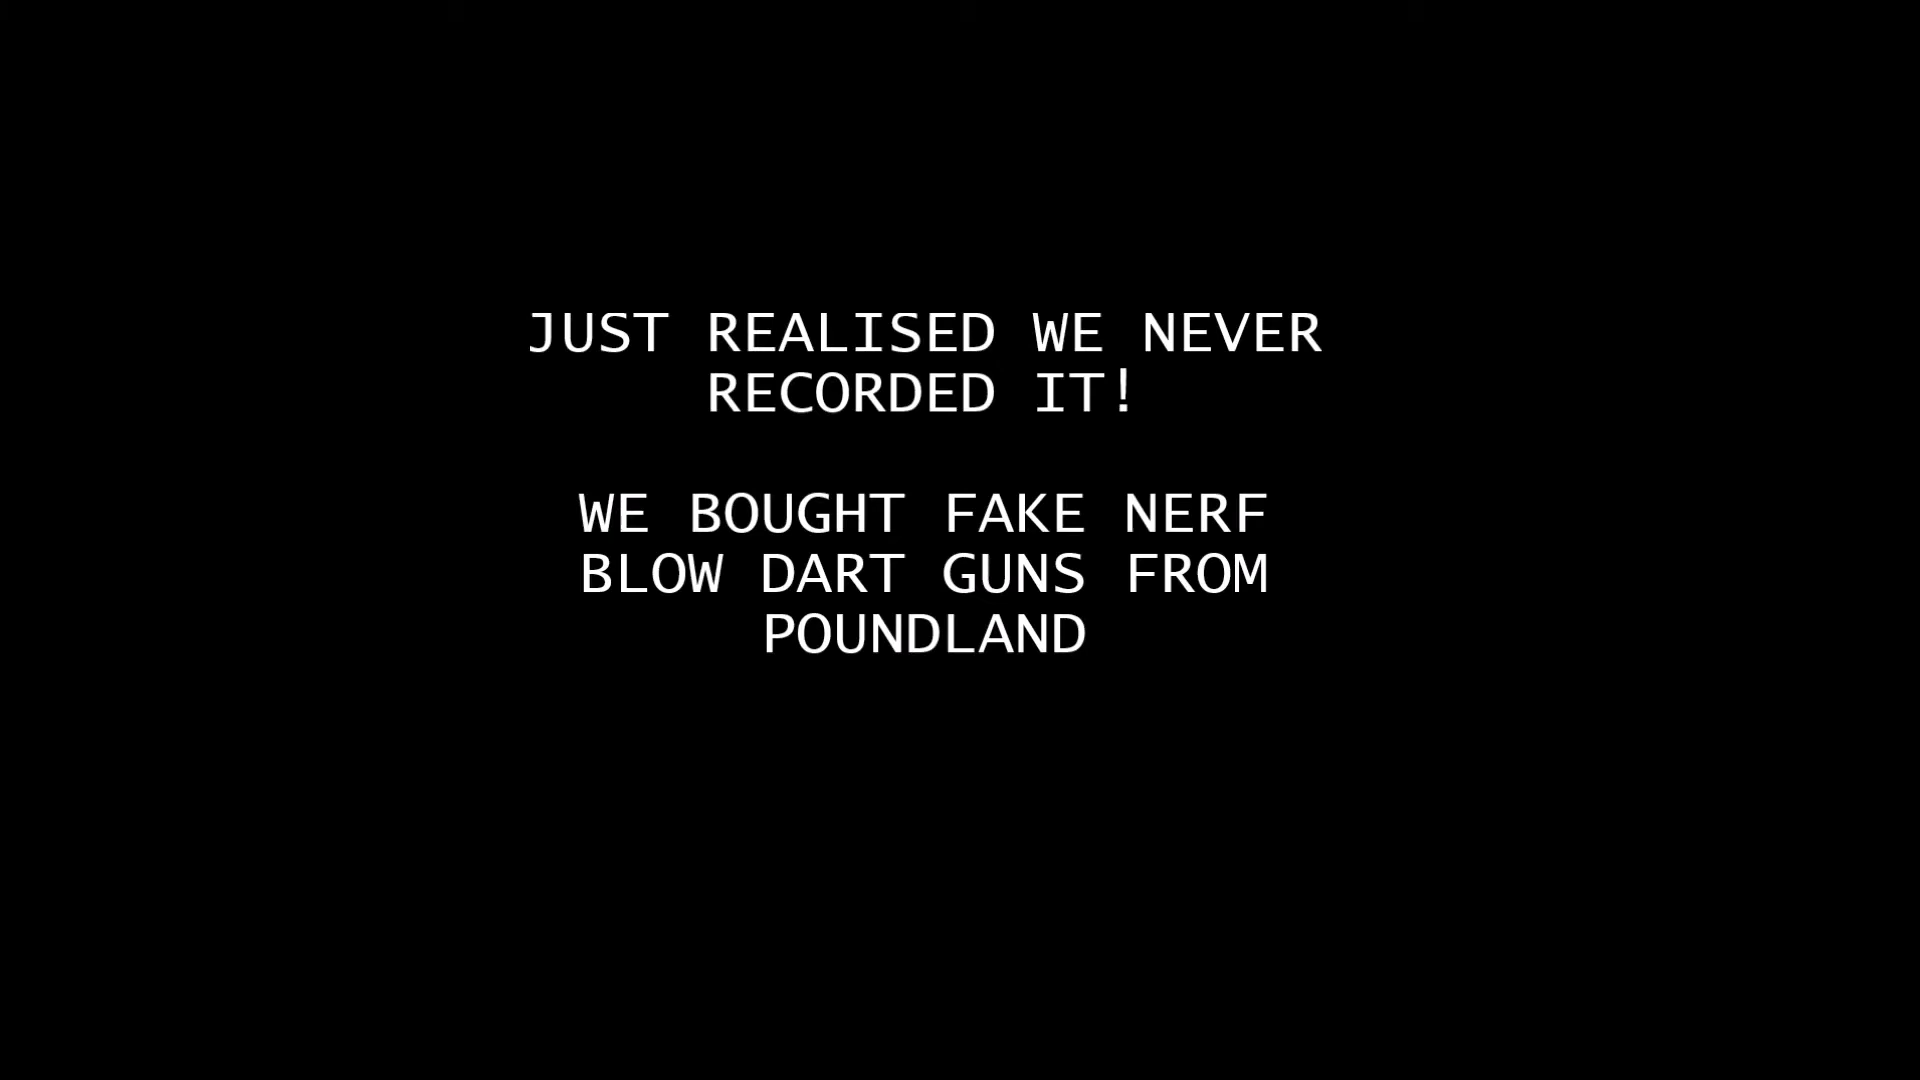 JUST REALISED WE NEVER
RECORDED IT!
WE BOUGHT FAKE NERF
BLOW DART GUNS FROM
POUNDLAND